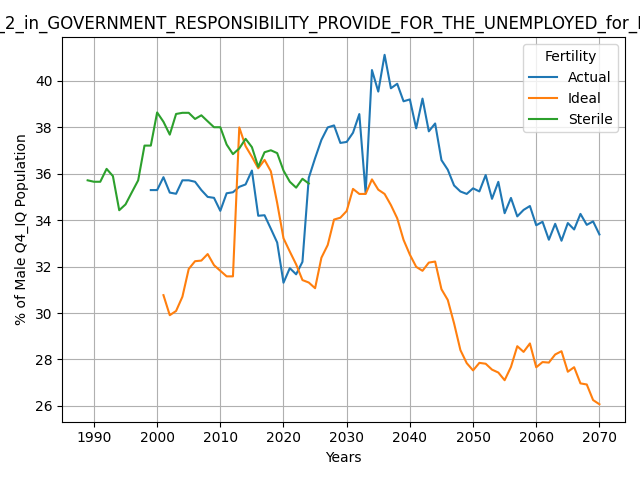 _2_in_GOVERNMENT_RESPONSIBILITY_PROVIDE_FOR_THE_UNEMPLOYED_for_
Fertility
Actual
Ideal
Sterile
% of Male Q4_IQ Population
40
38
36
34
32
30
28
26
1990
2000
2010
2020
2030
2040
2050
2060
2070
Years